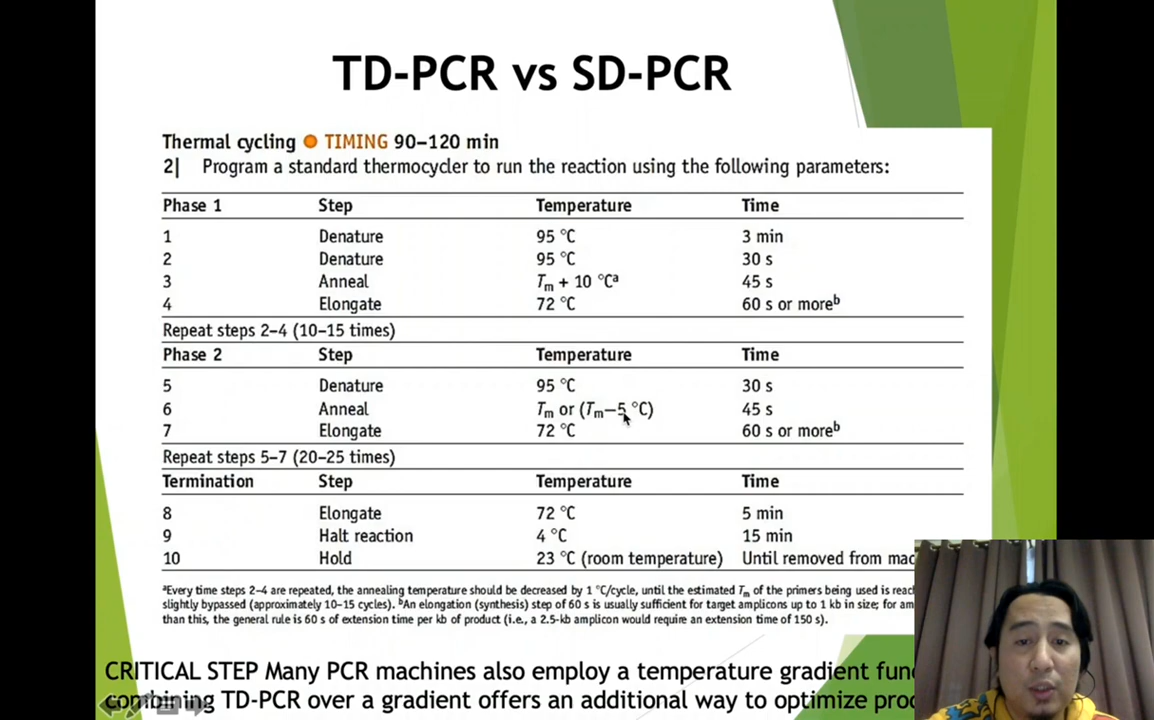 TD-PCR vs SD-PCR
Thermal cycling TIMING 90–120 min
2| Program a standard thermocycler to run the reaction using the following parameters:
Phase 1 Step Temperature Time
1 Denature 95 °C 3 min
2 Denature 95 °C 30 s
3 Anneal Tm + 10 °Ca 45 s
4 Elongate 72 °C 60 s or moreb
Repeat steps 2–4 (10–15 times)
Phase 2 Step Temperature Time
5 Denature 95 °C 30 s
6 Anneal Tm or (Tm–5 °C) 45 s
7 Elongate 72 °C 60 s or moreb
Repeat steps 5–7 (20–25 times)
Termination Step Temperature Time
8 Elongate 72 °C 5 min
9 Halt reaction 4 °C 15 min
10 Hold 23 °C (room temperature) Until removed from
aEvery time steps 2–4 are repeated, the annealing temperature should be decreased by 1 °C/cycle, until the estimated Tm of the primers being used is
slightly bypassed (approximately 10–15 cycles). bAn elongation (synthesis) step of 60 s is usually sufficient for target amplicons up to 1 kb in size; for
than this, the general rule is 60 s of extension time per kb of product (i.e., a 2.5-kb amplicon would require an extension time of 150 s).
CRITICAL STEP Many PCR machines also employ a temperature gradient
combining TD-PCR over a gradient offers an additional way to optimize